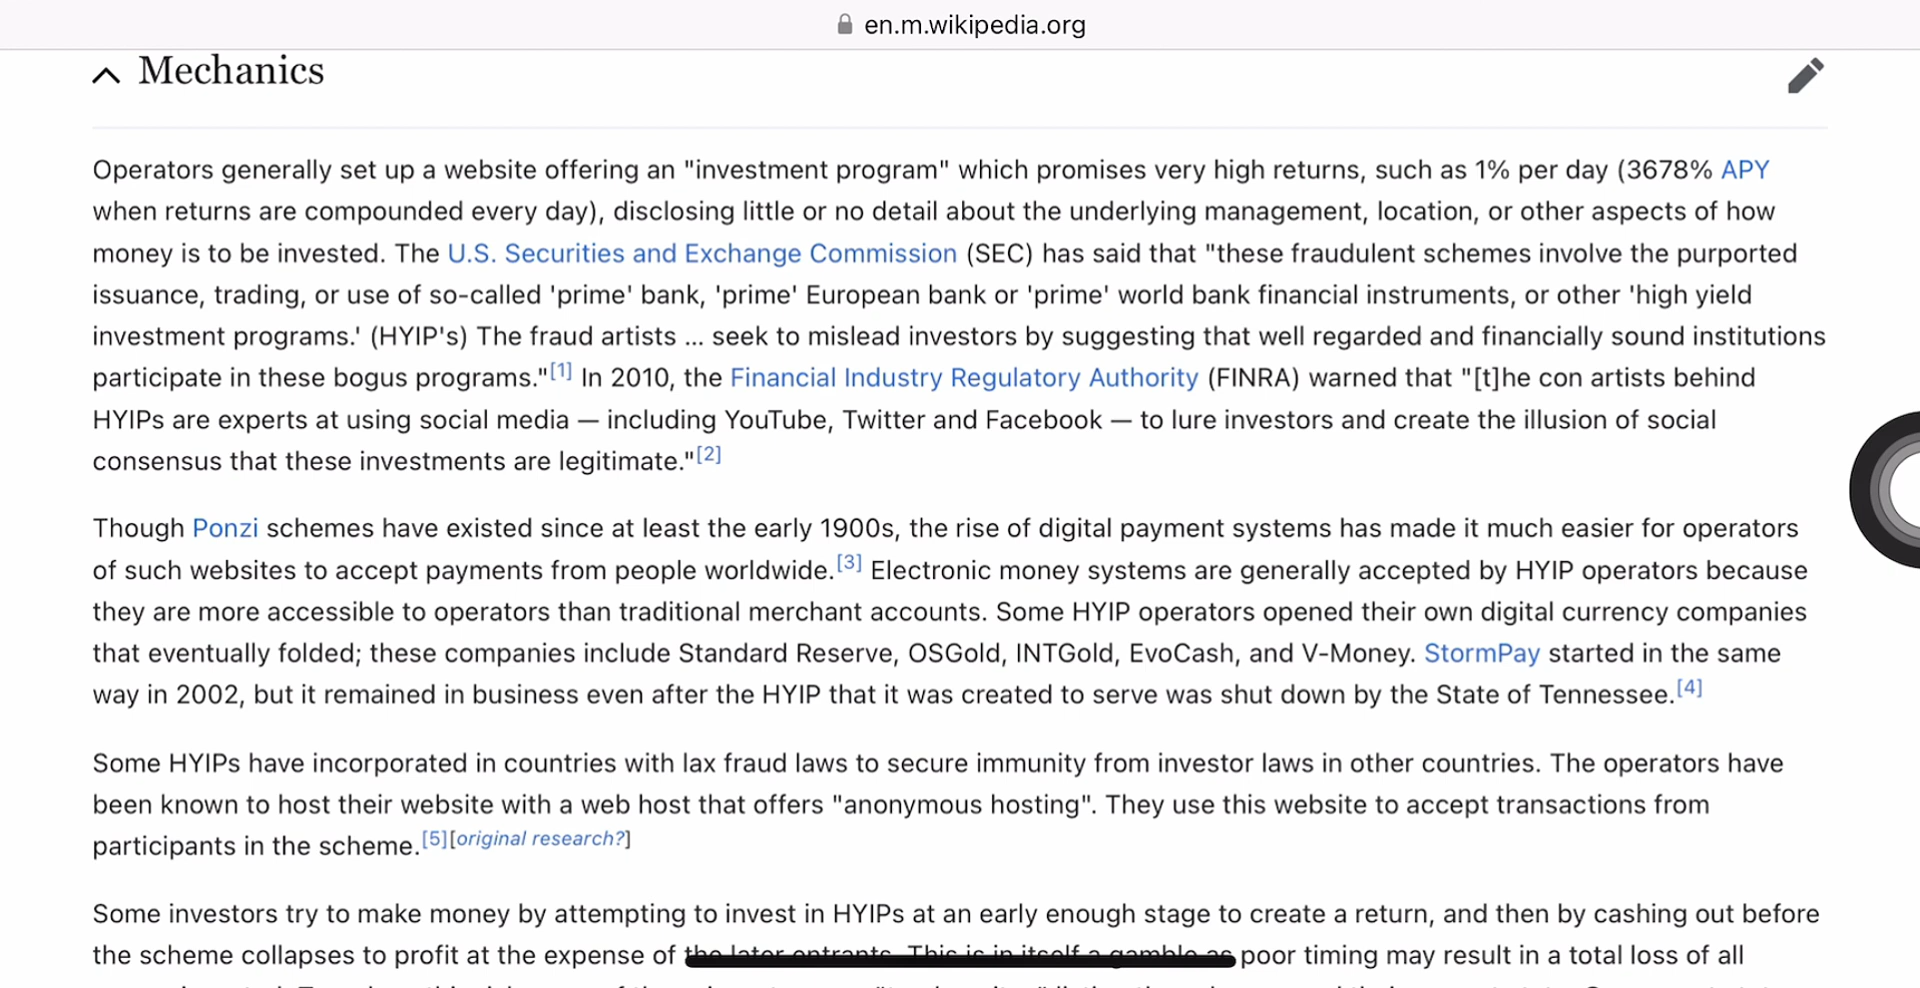 en.m.wikipedia.org
Mechanics
Operators generally set up a website offering an "investment program" which promises very high returns, such as 1% per day (3678% APY
when returns are compounded every day), disclosing little or no detail about the underlying management, location, or other aspects of how
money is to be invested. The U.S. Securities and Exchange Commission (SEC) has said that "these fraudulent schemes involve the purported
issuance, trading, or use of so-called 'prime' bank, 'prime' European bank or 'prime' world bank financial instruments, or other 'high yield
investment programs.' (HYIP's) The fraud artists ... seek to mislead investors by suggesting that well regarded and financially sound institutions
participate in these bogus programs."[1] In 2010, the Financial Industry Regulatory Authority (FINRA) warned that "[t]he con artists behind
HYIPs are experts at using social media — including YouTube, Twitter and Facebook — to lure investors and create the illusion of social
consensus that these investments are legitimate."[2]
Though Ponzi schemes have existed since at least the early 1900s, the rise of digital payment systems has made it much easier for operators
of such websites to accept payments from people worldwide.[3] Electronic money systems are generally accepted by HYIP operators because
they are more accessible to operators than traditional merchant accounts. Some HYIP operators opened their own digital currency companies
that eventually folded; these companies include Standard Reserve, OSGold, INTGold, EvoCash, and V-Money. StormPay started in the same
way in 2002, but it remained in business even after the HYIP that it was created to serve was shut down by the State of Tennessee.[4]
Some HYIPs have incorporated in countries with lax fraud laws to secure immunity from investor laws in other countries. The operators have
been known to host their website with a web host that offers "anonymous hosting". They use this website to accept transactions from
participants in the scheme.[5][original research?]
Some investors try to make money by attempting to invest in HYIPs at an early enough stage to create a return, and then by cashing out before
the scheme collapses to profit at the expense of the later entrants. This is in itself a gamble as poor timing may result in a total loss of all